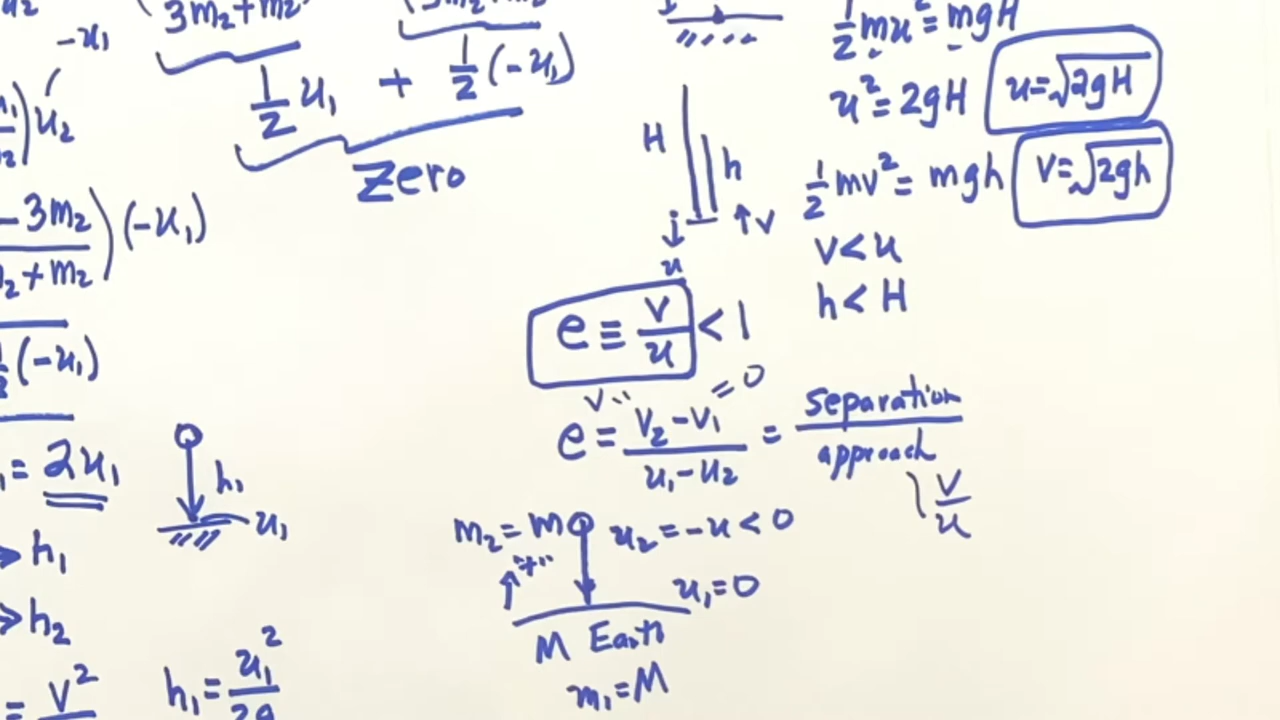 3m₂+m₂
-u₁
½u₁ + ½(-u₁)
u₂
zero
-3m₂
m₂+m₂
(-u₁)
(-u₁)
= 2u₁
h₁
u₁
h₁
h₂
= v²
h₁ = u₁²/2g
½mu² = mgH
u² = 2gH
u = √2gH
H
h
½mv² = mgh
v = √2gh
↑v
u
v < u
h < H
e ≡ v/u < 1
= 0
e = (v₂-v₁)/(u₁-u₂) = separation/approach
v/u
m₂ = m
u₂ = -u < 0
"+"
u₁ = 0
M Earth
m₁ = M